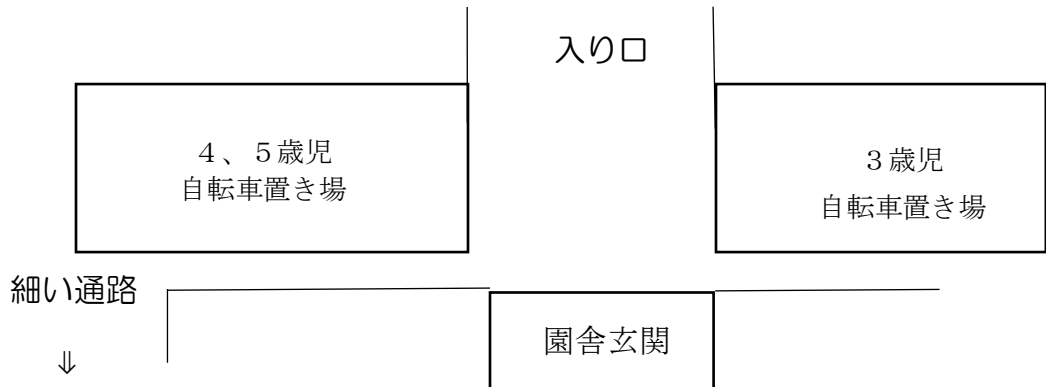 入り口
４、５歳児
自転車置き場
３歳児
自転車置き場
細い通路
園舎玄関
⇓